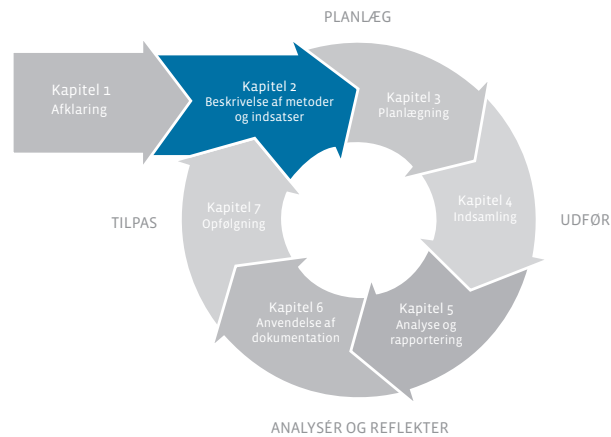 PLANLÆG
Kapitel 1
Afklaring
Kapitel 2
Beskrivelse af metoder
og indsatser
Kapitel 3
Planlægning
Kapitel 4
Indsamling
UDFØR
Kapitel 5
Analyse og
rapportering
Kapitel 6
Anvendelse af
dokumentation
Kapitel 7
Opfølgning
TILPAS
ANALYSÉR OG REFLEKTER